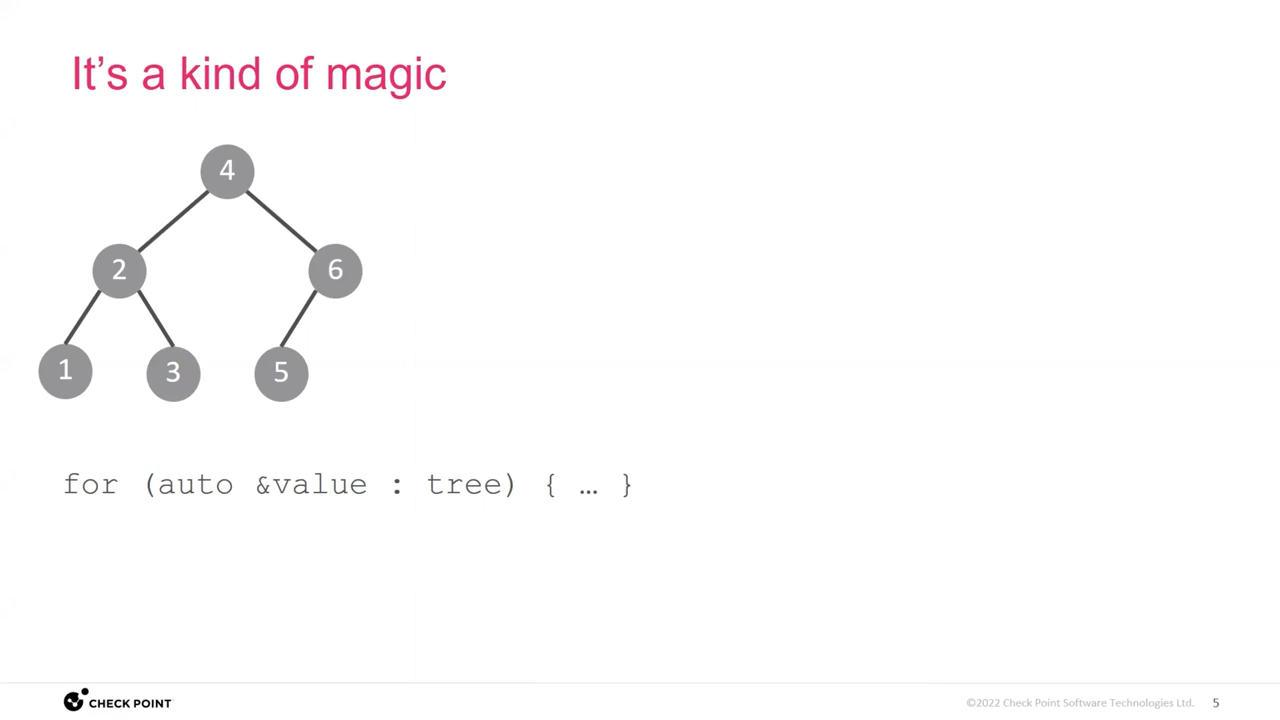 It's a kind of magic
4
2
6
1
3
5
for (auto &value : tree) { … }
CHECK POINT
©2022 Check Point Software Technologies Ltd.
5